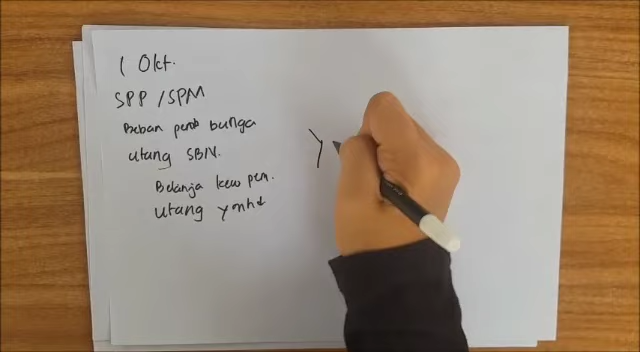 1 Okt.
SPP / SPM
Beban pemb bunga
utang SBN.
Belanja kew pem.
utang ymhd
y